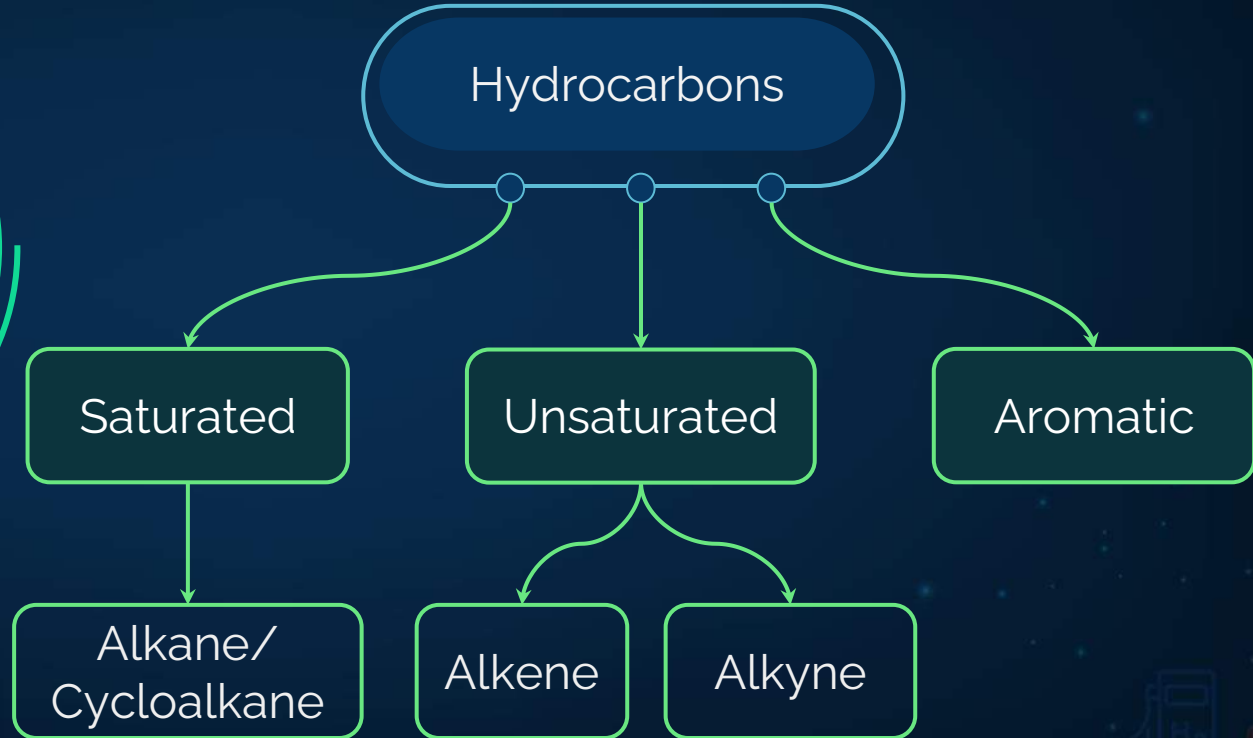 Hydrocarbons
Saturated
Unsaturated
Aromatic
Alkane/
Cycloalkane
Alkene
Alkyne